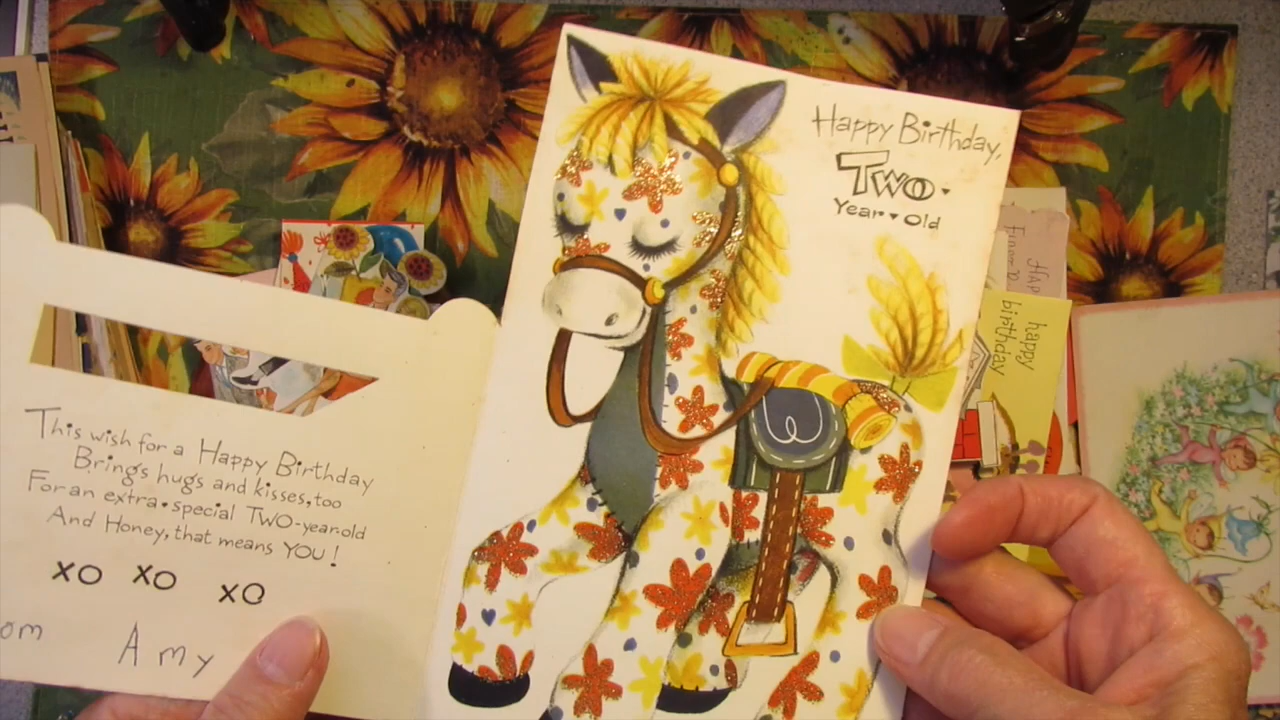 Happy Birthday,
Two
Year Old
This wish for a Happy Birthday
Brings hugs and kisses, too
For an extra-special TWO-year-old
And Honey, that means YOU!
XO XO XO
om Amy
happy
birthday